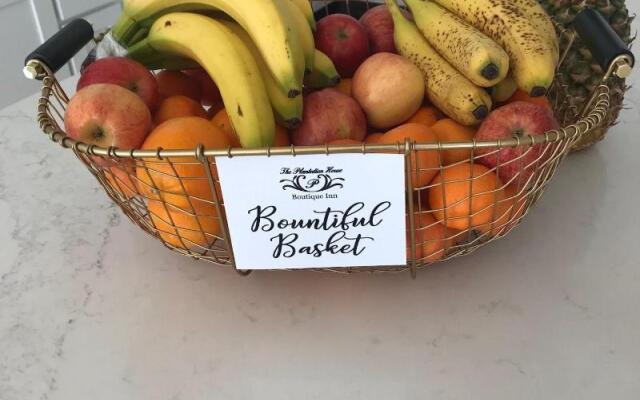 The Plantation House
P
Boutique Inn
Bountiful
Basket